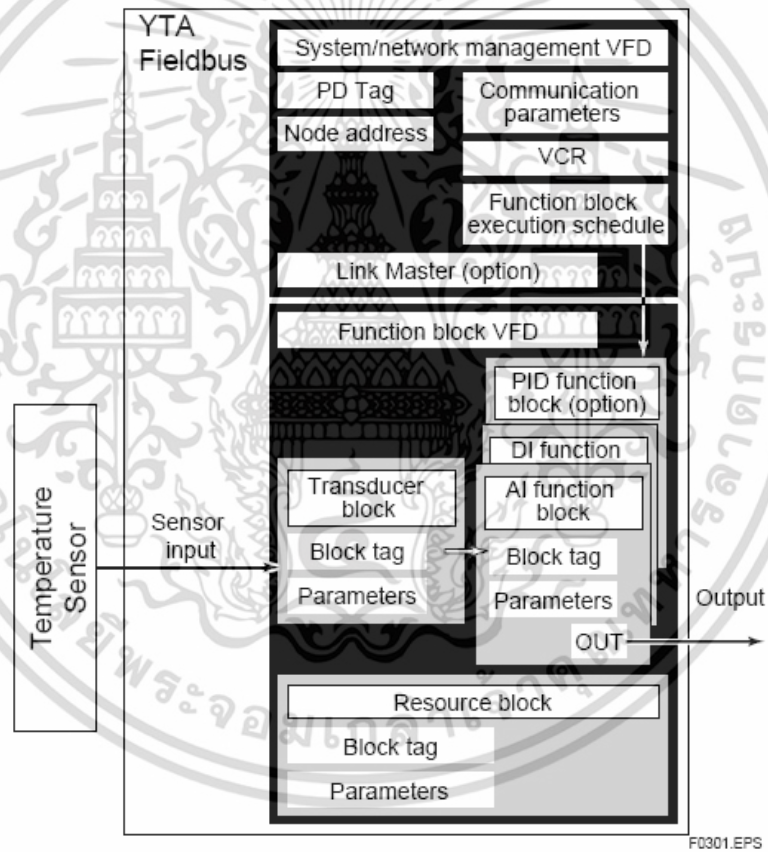 YTA
Fieldbus
System/network management VFD
PD Tag
Node address
Communication
parameters
VCR
Function block
execution schedule
Link Master (option)
Function block VFD
PID function
block (option)
DI function
AI function
block
Block tag
Parameters
OUT
Transducer
block
Block tag
Parameters
Temperature
Sensor
Sensor
input
Output
Resource block
Block tag
Parameters
F0301.EPS